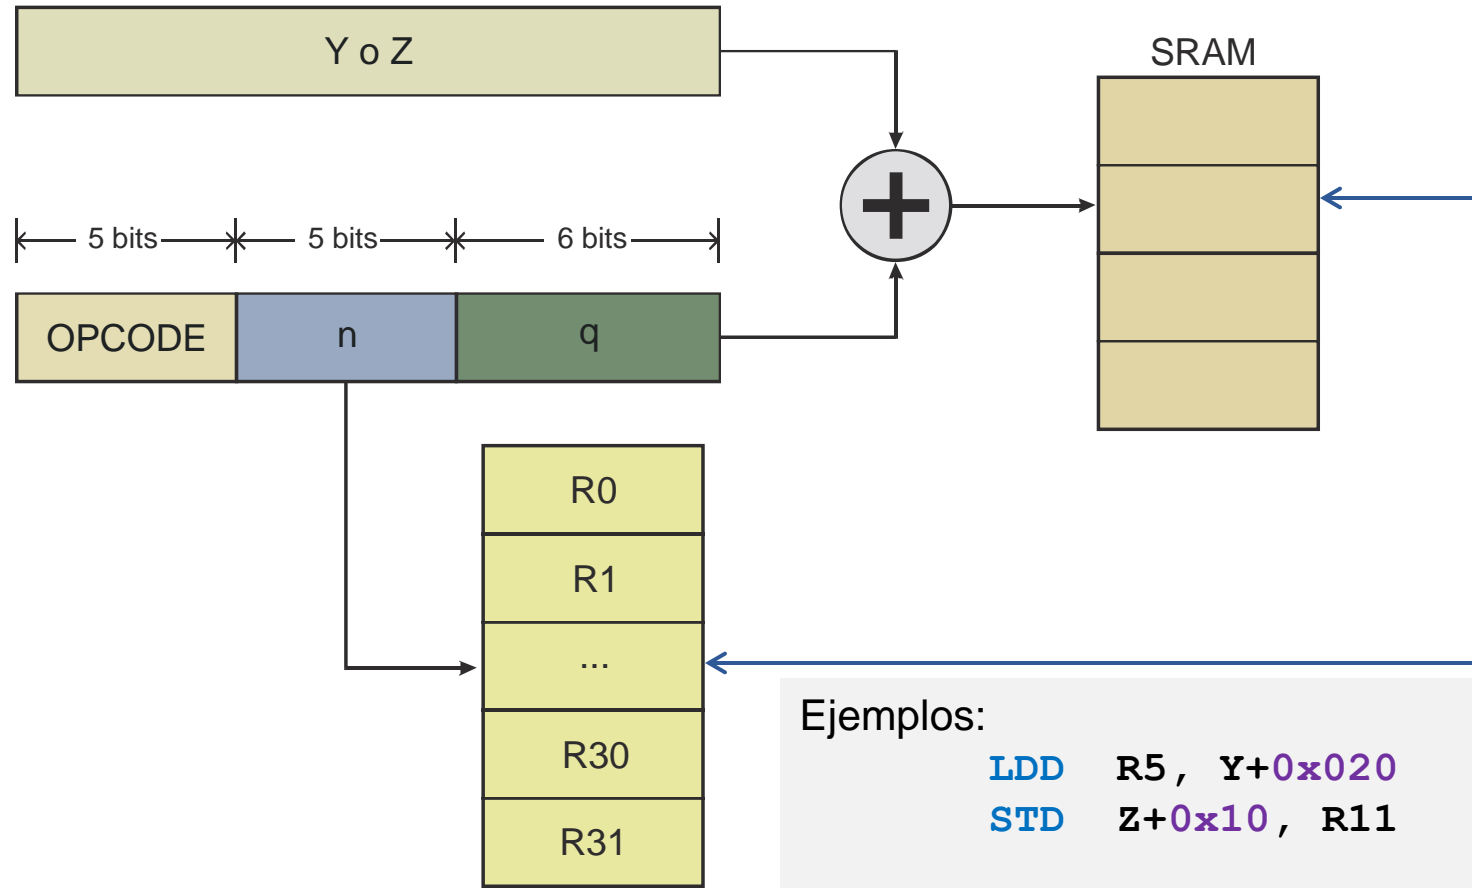 Y o Z
SRAM
5 bits
5 bits
6 bits
OPCODE
n
q
R0
R1
...
R30
R31
Ejemplos:
LDD R5, Y+0x020
STD Z+0x10, R11